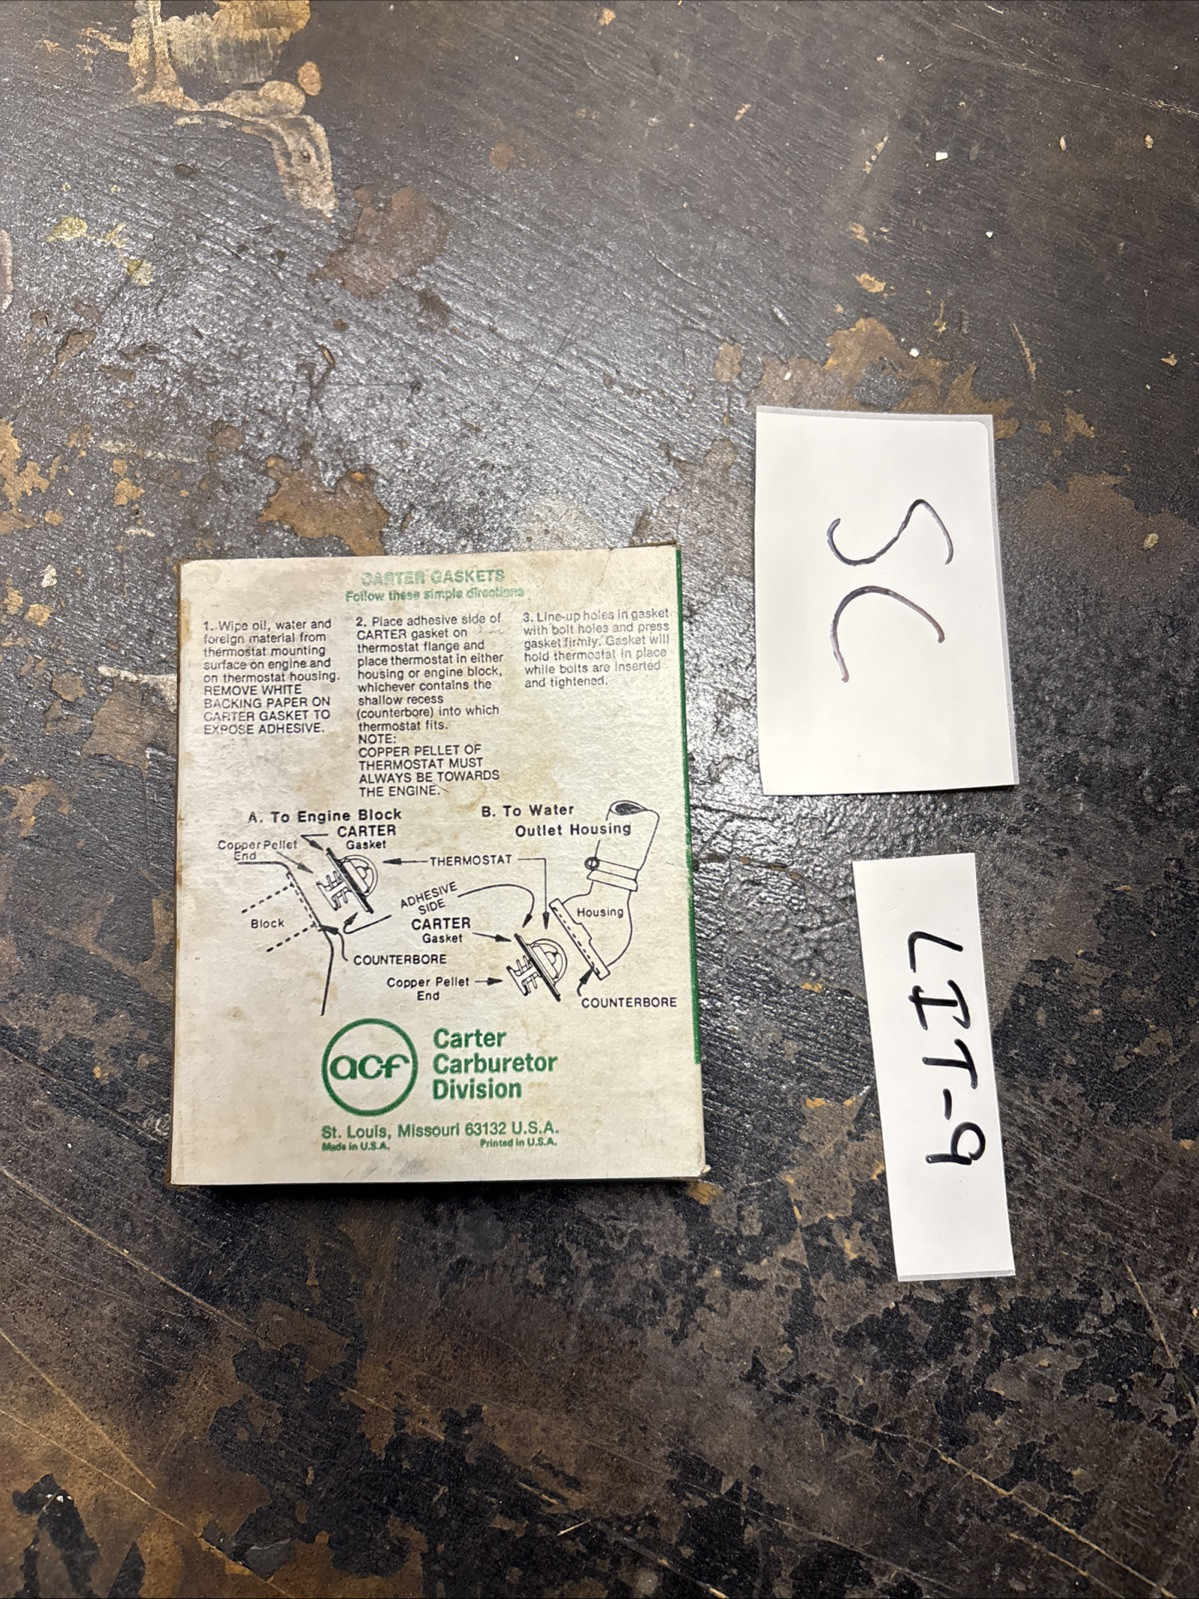 CARTER GASKETS
Follow these simple directions
1. Wipe oil, water and
foreign material from
thermostat mounting
surface on engine and
on thermostat housing.
REMOVE WHITE
BACKING PAPER ON
CARTER GASKET TO
EXPOSE ADHESIVE.
2. Place adhesive side of
CARTER gasket on
thermostat flange and
place thermostat in either
housing or engine block,
whichever contains the
shallow recess
(counterbore) into which
thermostat fits.
NOTE:
COPPER PELLET OF
THERMOSTAT MUST
ALWAYS BE TOWARDS
THE ENGINE.
3. Line-up holes in gasket
with bolt holes and press
gasket firmly. Gasket will
hold thermostat in place
while bolts are inserted
and tightened.
A. To Engine Block
CARTER
Gasket
Copper Pellet
End
THERMOSTAT
ADHESIVE
SIDE
Block
COUNTERBORE
B. To Water
Outlet Housing
Housing
CARTER
Gasket
Copper Pellet
End
COUNTERBORE
acf
Carter
Carburetor
Division
St. Louis, Missouri 63132 U.S.A.
Made in U.S.A. Printed in U.S.A.
SC
LIT-9